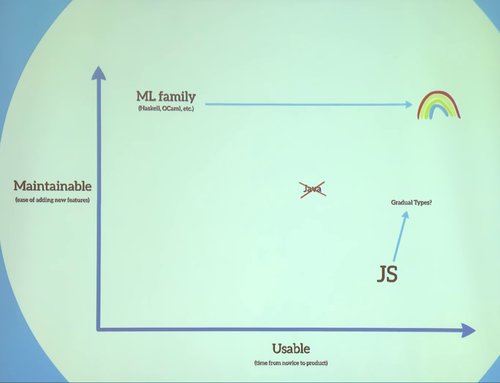 ML family
(Haskell, OCaml, etc.)
Java
Maintainable
(ease of adding new features)
Gradual Types?
JS
Usable
(time from novice to product)